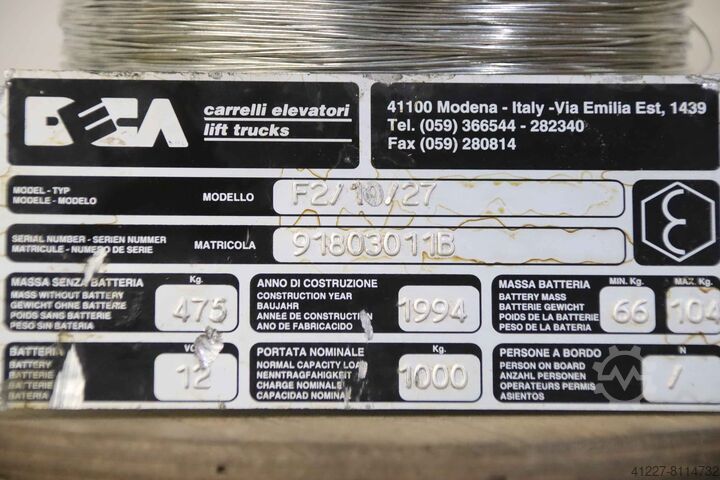 BECA
carrelli elevatori
lift trucks
41100 Modena - Italy -Via Emilia Est, 1439
Tel. (059) 366544 - 282340
Fax (059) 280814
MODEL - TYP
MODELE - MODELO
MODELLO
F2/10/27
SERIAL NUMBER - SERIEN NUMMER
MATRICULE - NUMERO DE SERIE
MATRICOLA
91803011B
MASSA SENZA BATTERIA
MASS WITHOUT BATTERY
GEWICHT OHNE BATTERIE
POIDS SANS BATTERIE
PESO SIN BATERIA
Kg.
475
ANNO DI COSTRUZIONE
CONSTRUCTION YEAR
BAUJAHR
ANNEE DE CONSTRUCTION
ANO DE FABRICACIDO
1994
MASSA BATTERIA
BATTERY MASS
BATTERIE GEWICHT
POIDS DE LA BATTERIE
PESO DE LA BATERIA
MIN. Kg.
66
MAX. Kg.
104
BATTERIA
BATTERY
BATTERIE
BATTERIE
BATERIA
12
PORTATA NOMINALE
NORMAL CAPACITY LOA
NENNTRAGFAHIGKEIT
CHARGE NOMINALE
CAPACIDAD NOMINAL
Kg.
1000
PERSONE A BORDO
PERSON ON BOARD
ANZAHL PERSONEN
OPERATEURS PERMIS
ASIENTOS
N
/
41227-8114732